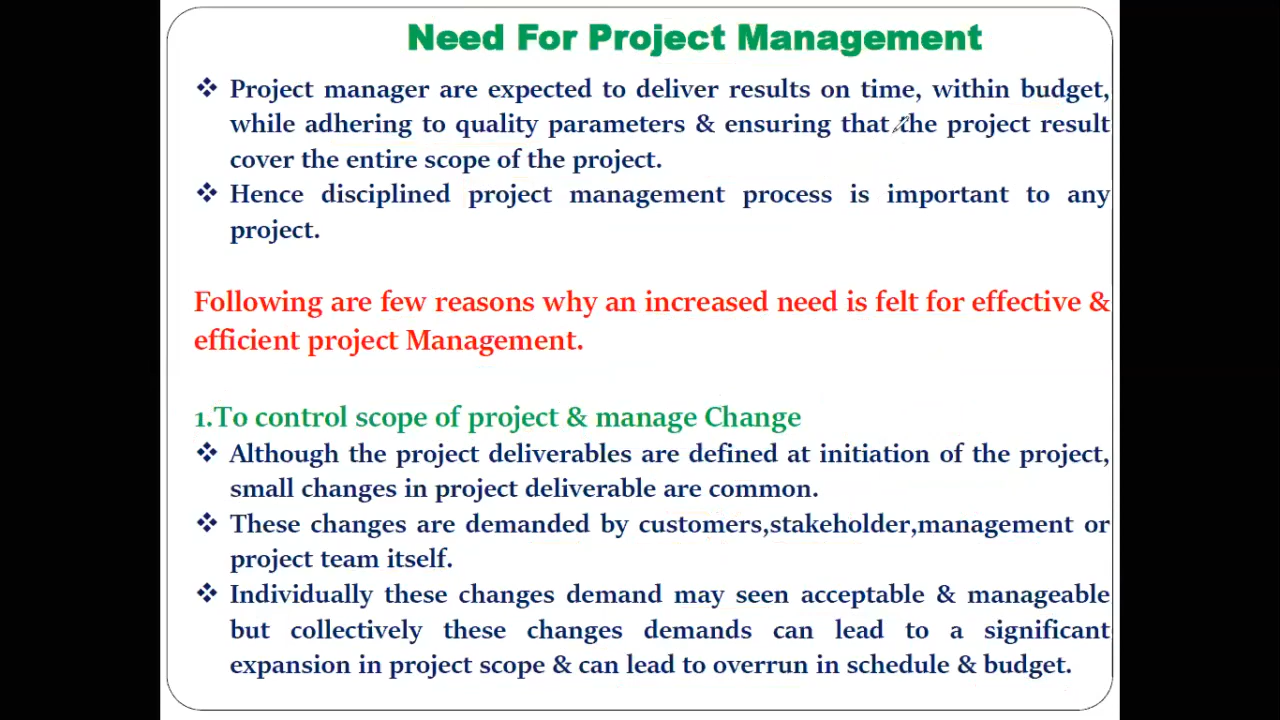 Need For Project Management
❖ Project manager are expected to deliver results on time, within budget,
while adhering to quality parameters & ensuring that the project result
cover the entire scope of the project.
❖ Hence disciplined project management process is important to any
project.
Following are few reasons why an increased need is felt for effective &
efficient project Management.
1.To control scope of project & manage Change
❖ Although the project deliverables are defined at initiation of the project,
small changes in project deliverable are common.
❖ These changes are demanded by customers,stakeholder,management or
project team itself.
❖ Individually these changes demand may seen acceptable & manageable
but collectively these changes demands can lead to a significant
expansion in project scope & can lead to overrun in schedule & budget.